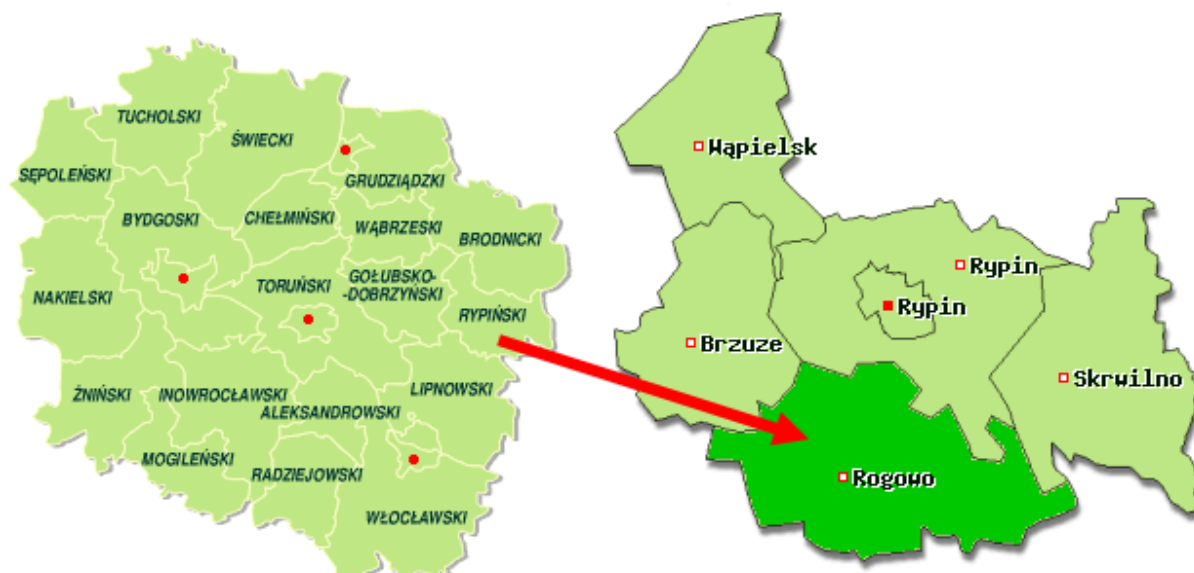 TUCHOLSKI
ŚWIECKI
SĘPOLEŃSKI
GRUDZIĄDZKI
BYDGOSKI
CHEŁMIŃSKI
WĄBRZESKI
BRODNICKI
NAKIELSKI
TORUŃSKI
GOŁUBSKO-
-DOBRZYŃSKI
RYPIŃSKI
ŻNIŃSKI
INOWROCŁAWSKI
LIPNOWSKI
ALEKSANDROWSKI
MOGILEŃSKI
RADZIEJOWSKI
WŁOCŁAWSKI
Wąpielsk
Rypin
Rypin
Brzuze
Skrwilno
Rogowo